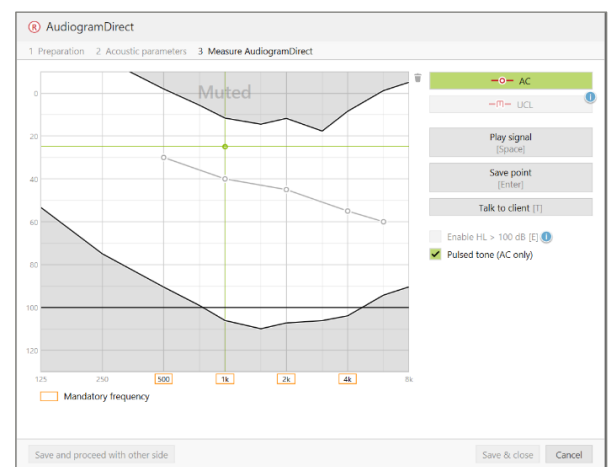 R AudiogramDirect
1 Preparation 2 Acoustic parameters 3 Measure AudiogramDirect
Muted
0
20
40
60
80
100
120
125 250 500 1k 2k 4k 8k
Mandatory frequency
AC
UCL
i
Play signal
[Space]
Save point
[Enter]
Talk to client [T]
Enable HL > 100 dB [E] i
Pulsed tone (AC only)
Save and proceed with other side Save & close Cancel